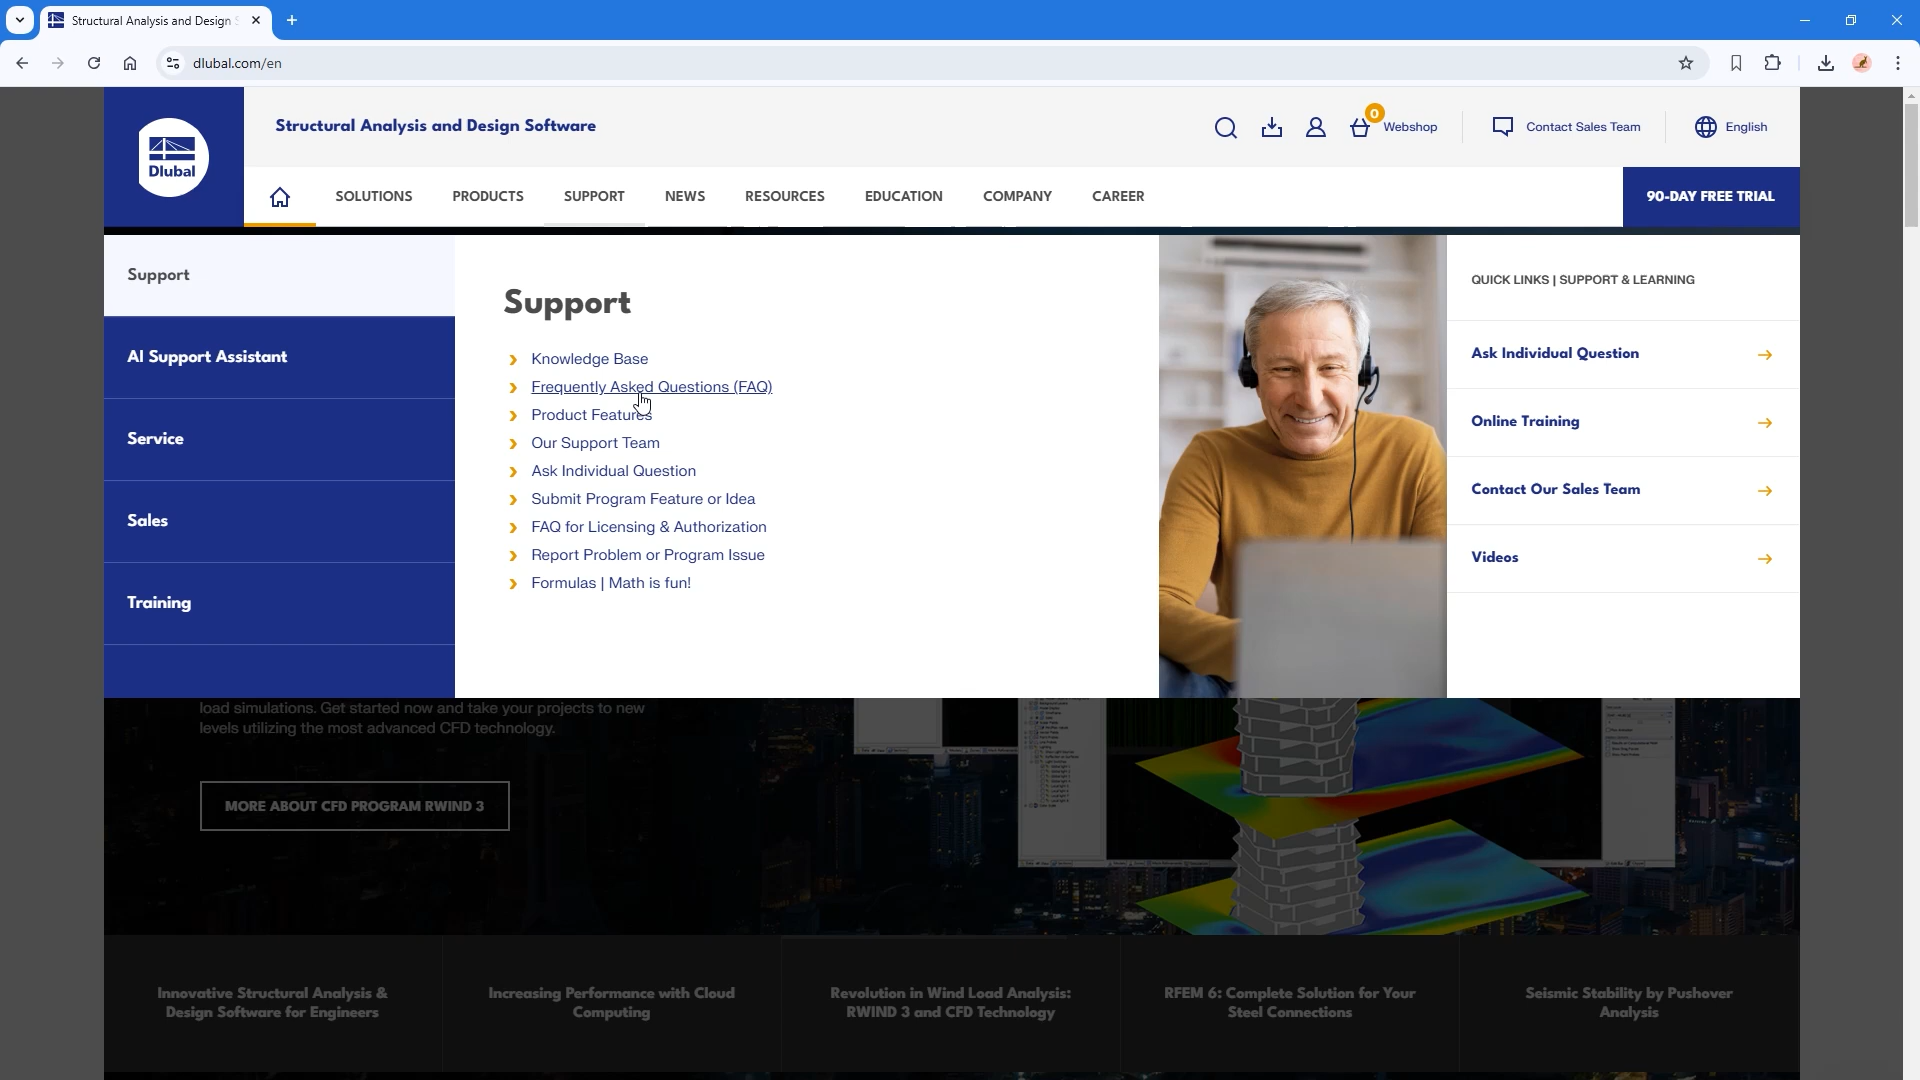 Structural Analysis and Design S
dlubal.com/en
Dlubal
Structural Analysis and Design Software
0
Webshop
Contact Sales Team
English
SOLUTIONS
PRODUCTS
SUPPORT
NEWS
RESOURCES
EDUCATION
COMPANY
CAREER
90-DAY FREE TRIAL
Support
AI Support Assistant
Service
Sales
Training
Support
Knowledge Base
Frequently Asked Questions (FAQ)
Product Features
Our Support Team
Ask Individual Question
Submit Program Feature or Idea
FAQ for Licensing & Authorization
Report Problem or Program Issue
Formulas | Math is fun!
QUICK LINKS | SUPPORT & LEARNING
Ask Individual Question
Online Training
Contact Our Sales Team
Videos
load simulations. Get started now and take your projects to new
levels utilizing the most advanced CFD technology.
MORE ABOUT CFD PROGRAM RWIND 3
Innovative Structural Analysis &
Design Software for Engineers
Increasing Performance with Cloud
Computing
Revolution in Wind Load Analysis:
RWIND 3 and CFD Technology
RFEM 6: Complete Solution for Your
Steel Connections
Seismic Stability by Pushover
Analysis